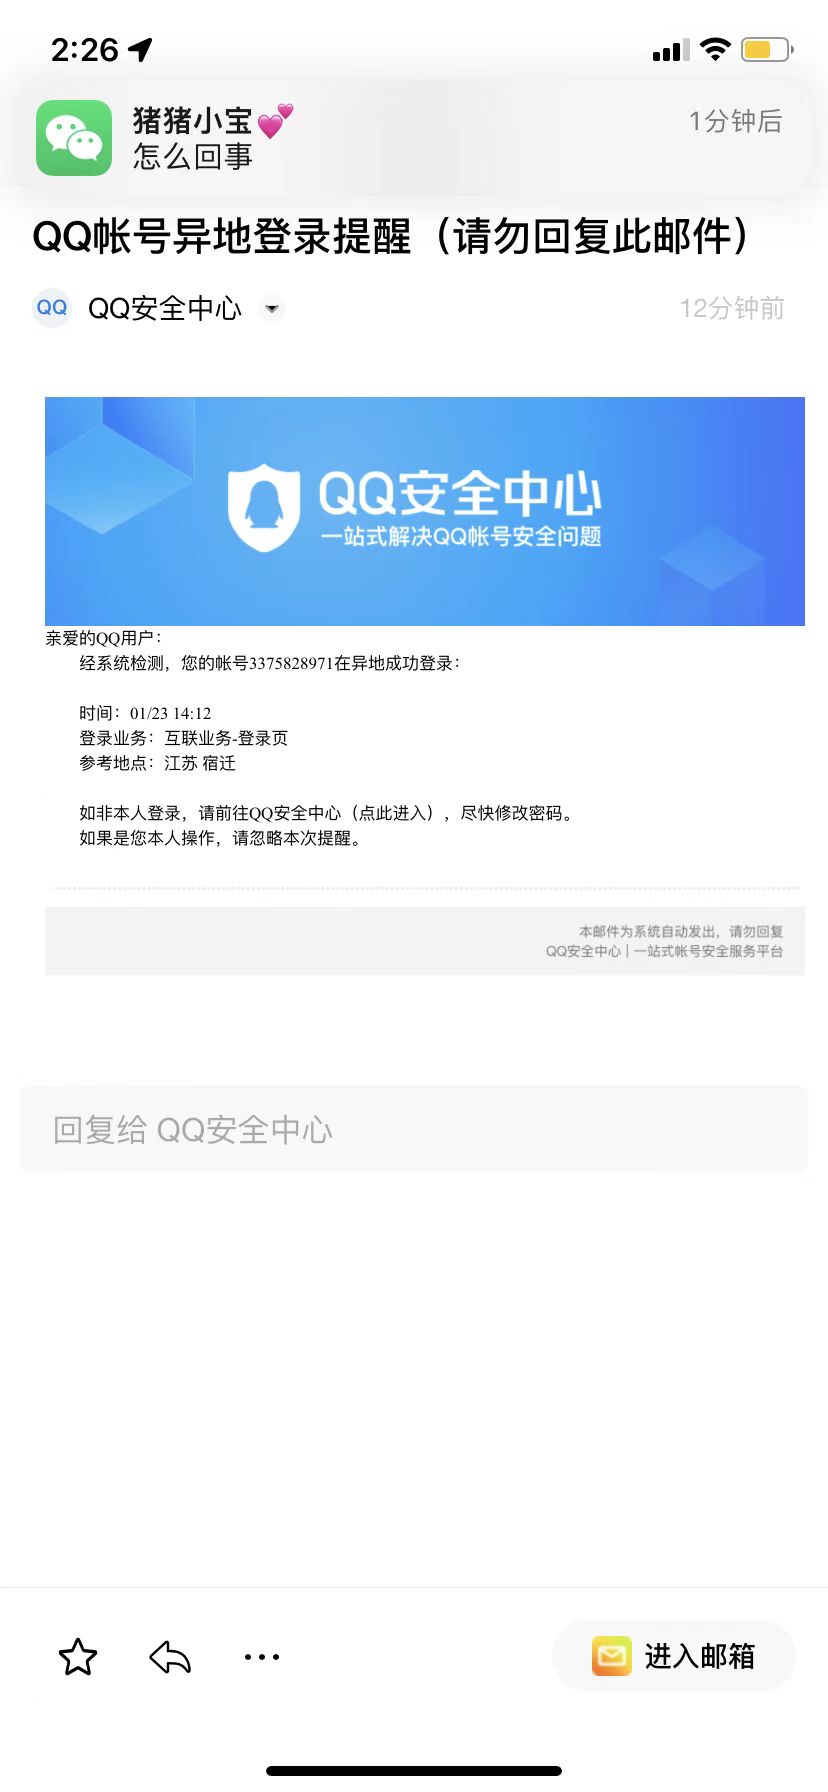 2:26
猪猪小宝💕
1分钟后
怎么回事
QQ帐号异地登录提醒（请勿回复此邮件）
QQ QQ安全中心
12分钟前
QQ安全中心
一站式解决QQ帐号安全问题
亲爱的QQ用户：
经系统检测，您的帐号3375828971在异地成功登录：
时间：01/23 14:12
登录业务：互联业务-登录页
参考地点：江苏 宿迁
如非本人登录，请前往QQ安全中心（点此进入），尽快修改密码。
如果是您本人操作，请忽略本次提醒。
本邮件为系统自动发出，请勿回复
QQ安全中心 | 一站式帐号安全服务平台
回复给 QQ安全中心
进入邮箱